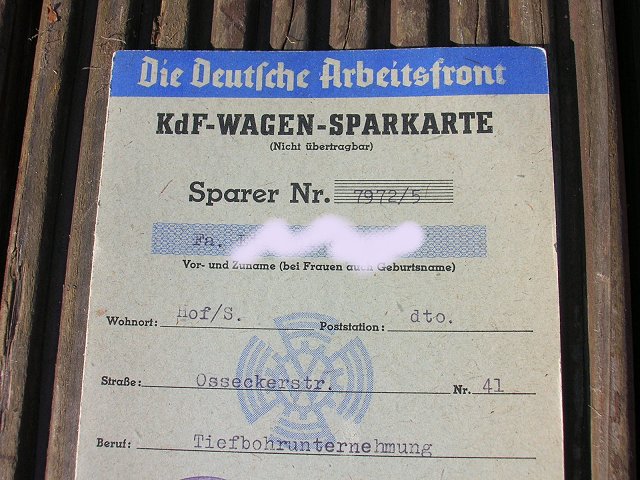 Die Deutsche Arbeitsfront
KdF-WAGEN-SPARKARTE
(Nicht übertragbar)
Sparer Nr. 7972/5
Fa.
Vor- und Zuname (bei Frauen auch Geburtsname)
Wohnort: Hof/S. Poststation: dto.
Straße: Osseckerstr. Nr. 41
Beruf: Tiefbohrunternehmung